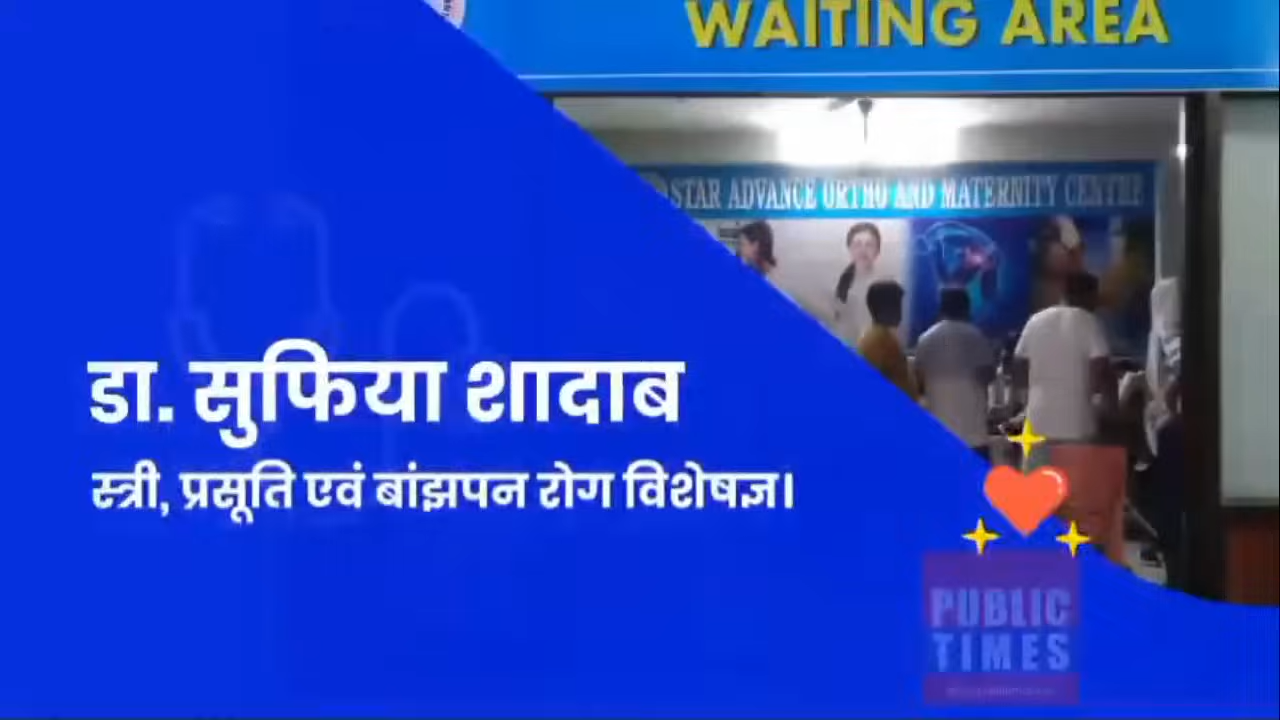 WAITING AREA
STAR ADVANCE ORTHO AND MATERNITY CENTRE
डा. सुफिया शादाब
स्त्री, प्रसूति एवं बांझपन रोग विशेषज्ञ।
PUBLIC
TIMES